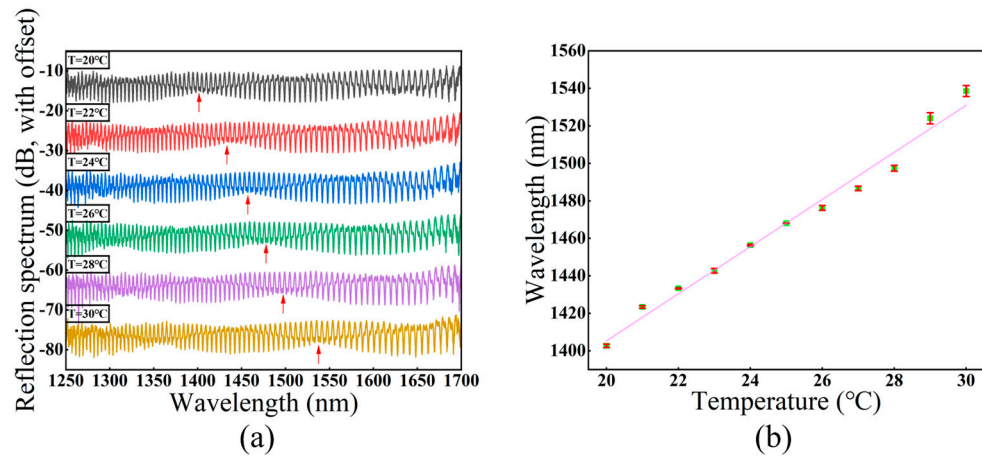 Reflection spectrum (dB, with offset)
-10
-20
-30
-40
-50
-60
-70
-80
T=20℃
T=22℃
T=24℃
T=26℃
T=28℃
T=30℃
1250 1300 1350 1400 1450 1500 1550 1600 1650 1700
Wavelength (nm)
(a)
Wavelength (nm)
1560
1540
1520
1500
1480
1460
1440
1420
1400
20 22 24 26 28 30
Temperature (℃)
(b)